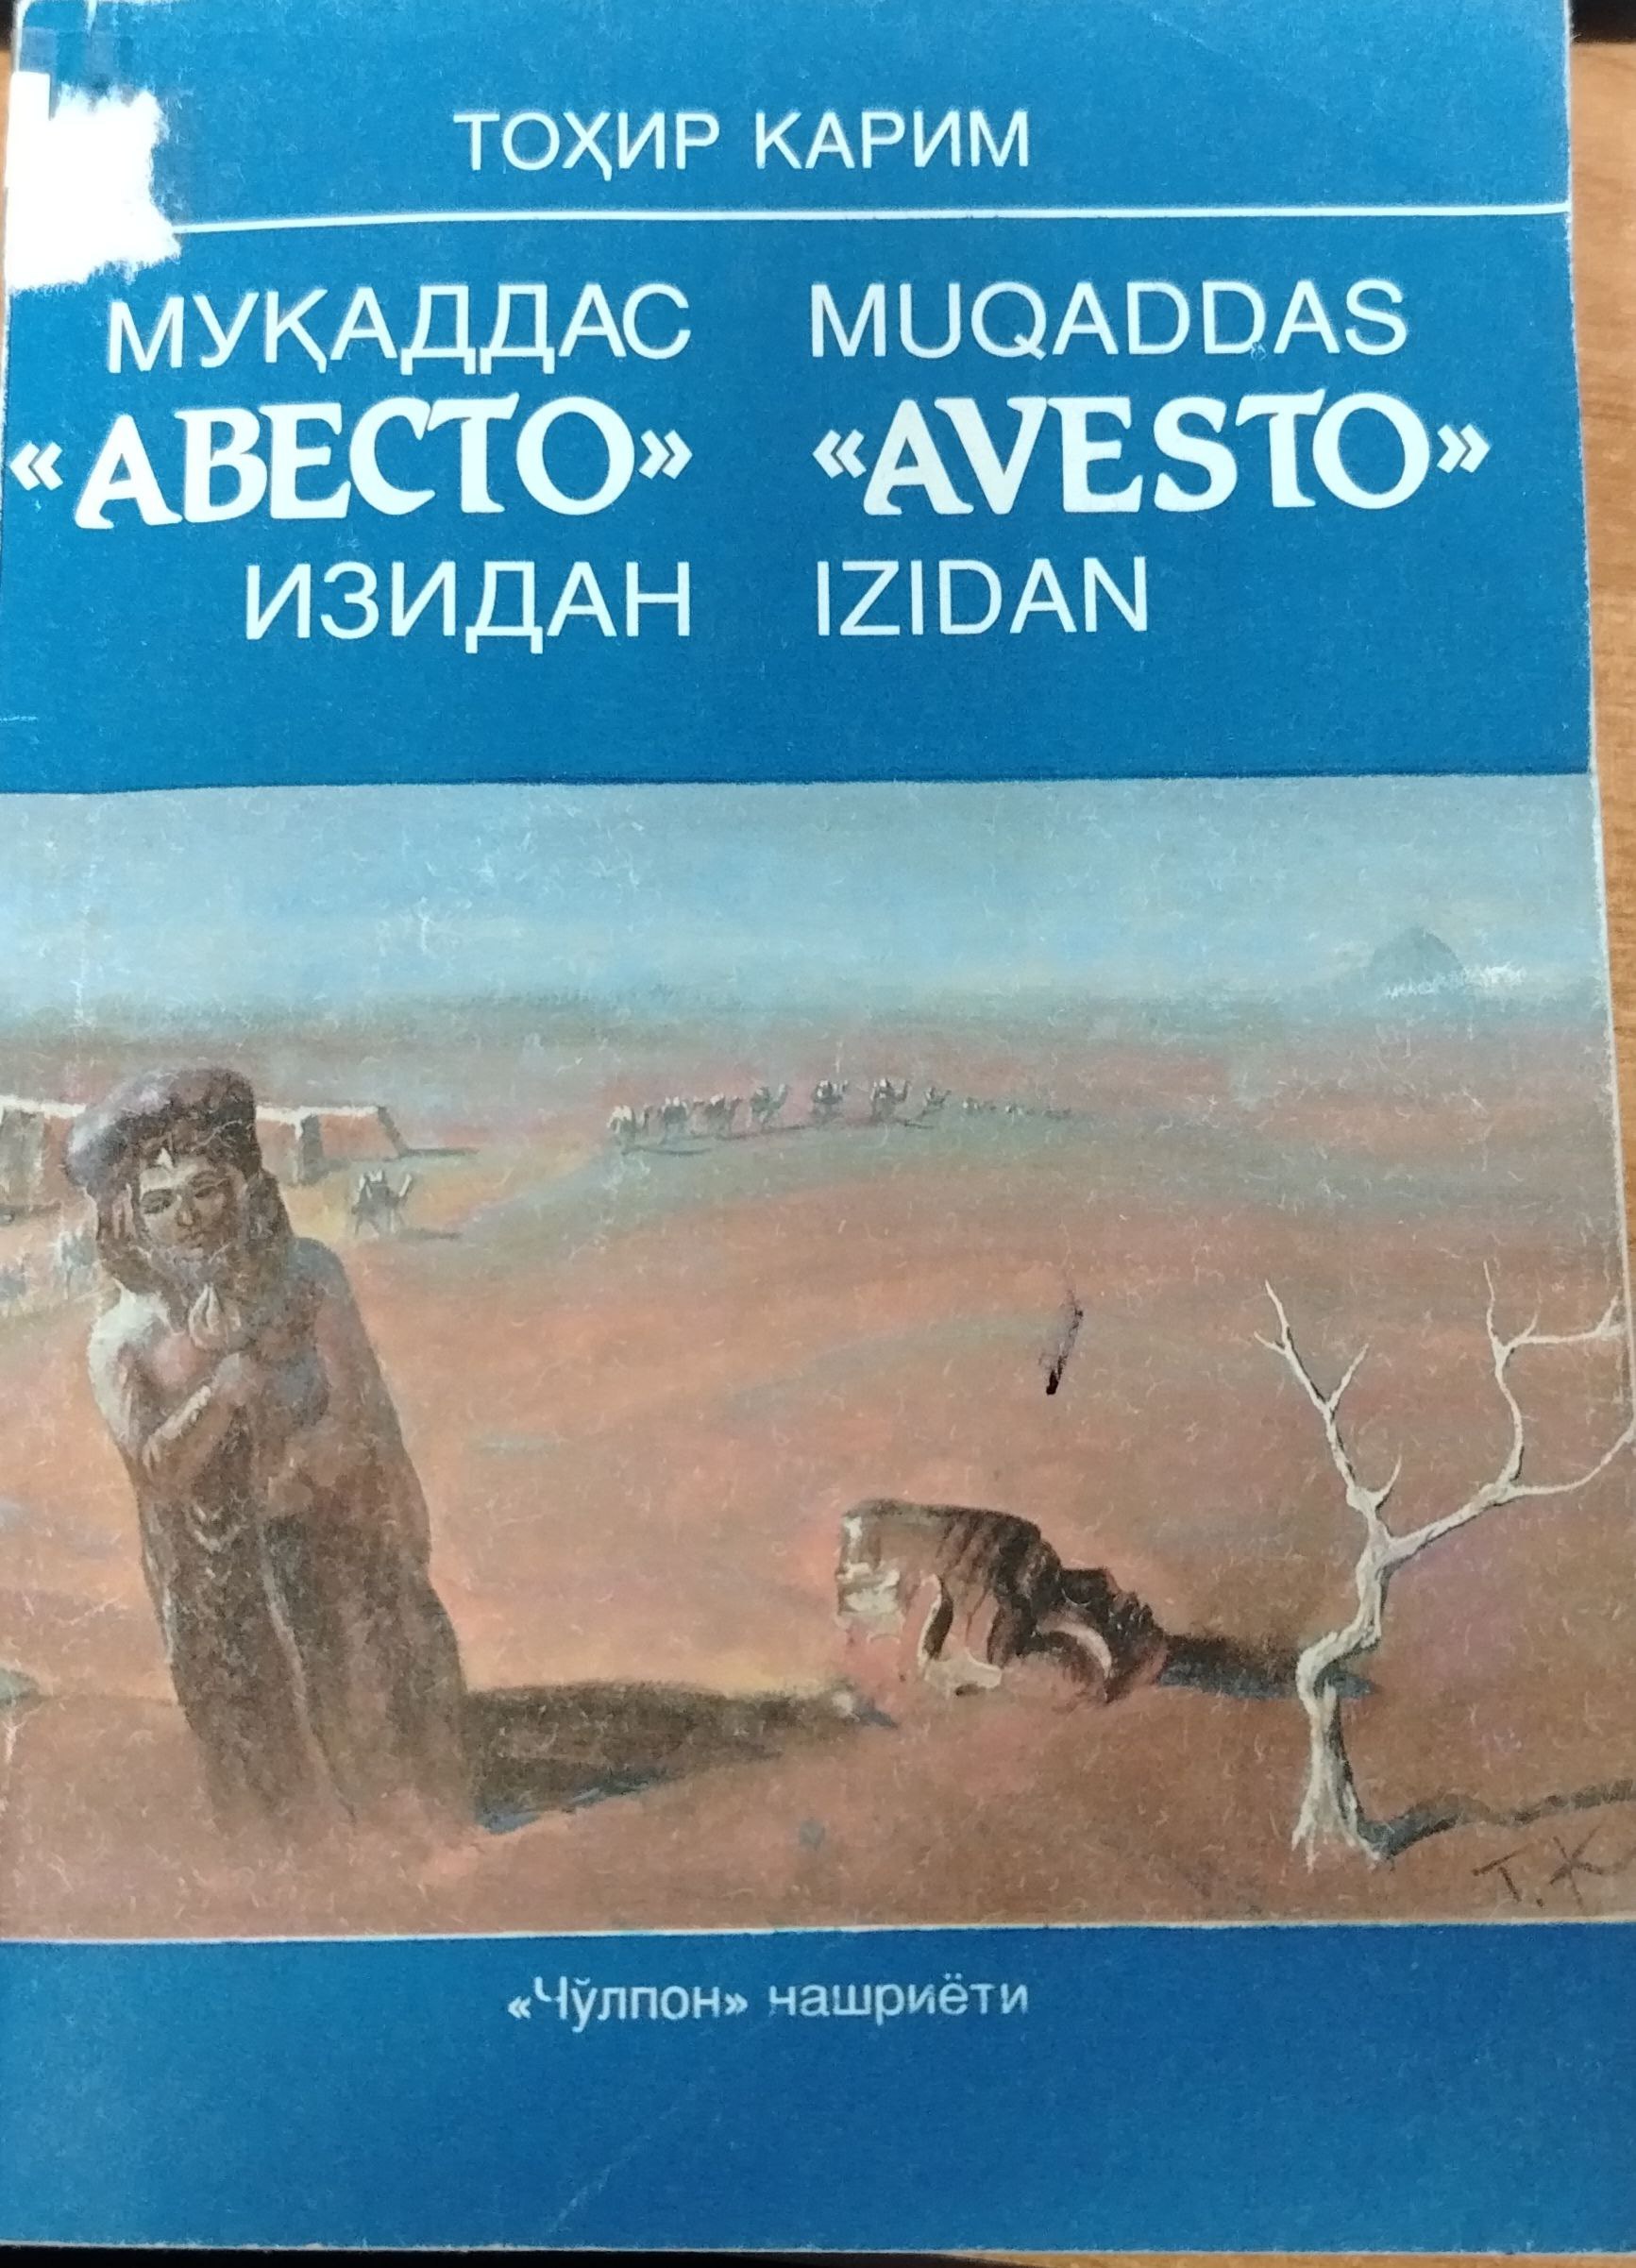 ТОҲИР КАРИМ
МУҚАДДАС
«АВЕСТО»
ИЗИДАН
MUQADDAS
«AVESTO»
IZIDAN
Т.К
«Чўлпон» нашриёти